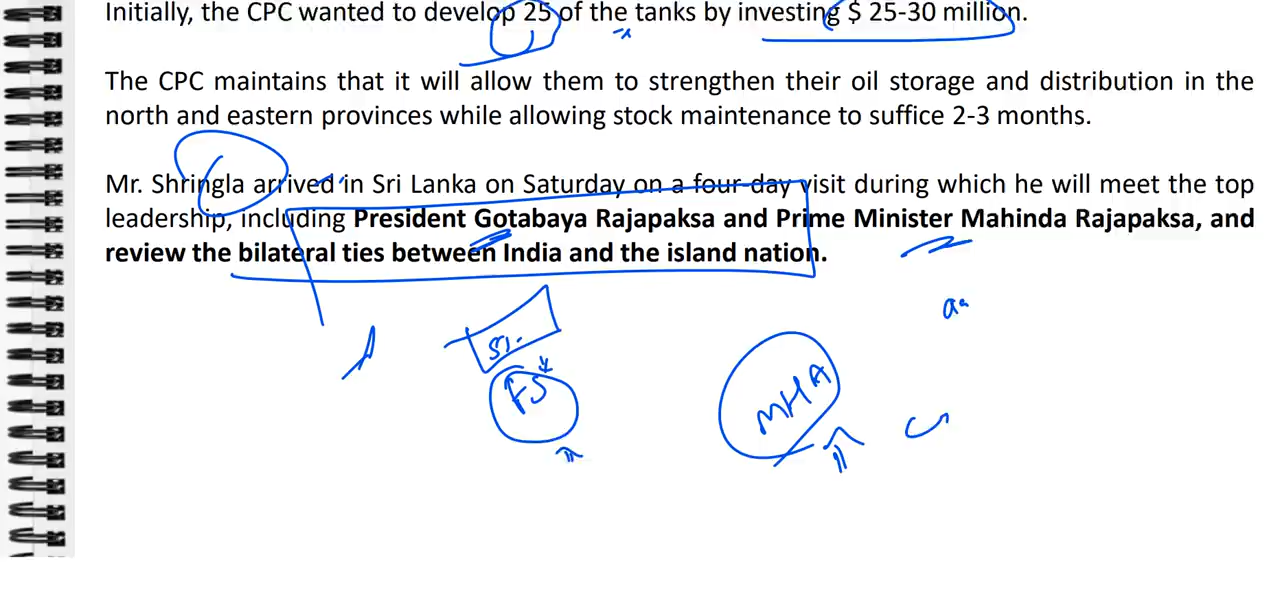 Initially, the CPC wanted to develop 25 of the tanks by investing $ 25-30 million.
The CPC maintains that it will allow them to strengthen their oil storage and distribution in the
north and eastern provinces while allowing stock maintenance to suffice 2-3 months.
Mr. Shringla arrived in Sri Lanka on Saturday on a four-day visit during which he will meet the top
leadership, including President Gotabaya Rajapaksa and Prime Minister Mahinda Rajapaksa, and
review the bilateral ties between India and the island nation.
FS
MHA